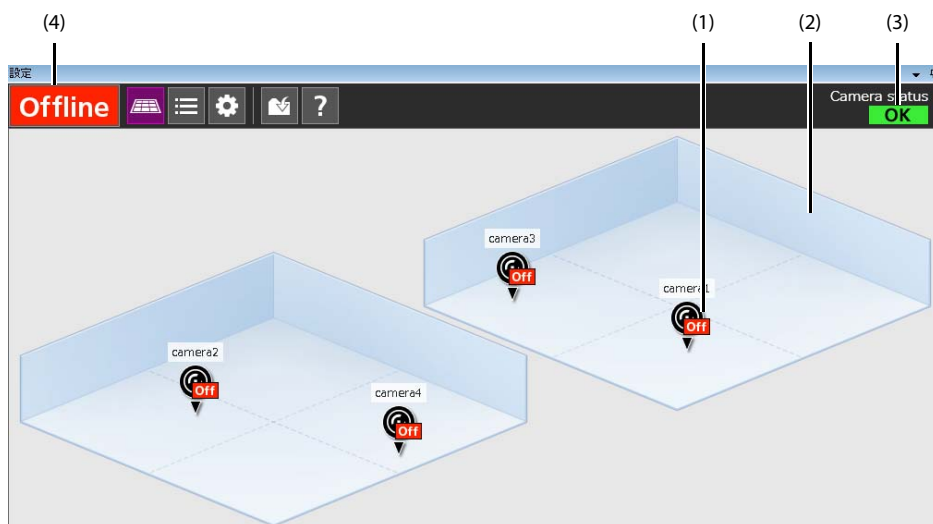 (4) (1) (2) (3)
設定
Offline ? Camera status
OK
camera3
Off
camera1
Off
camera2
Off
camera4
Off